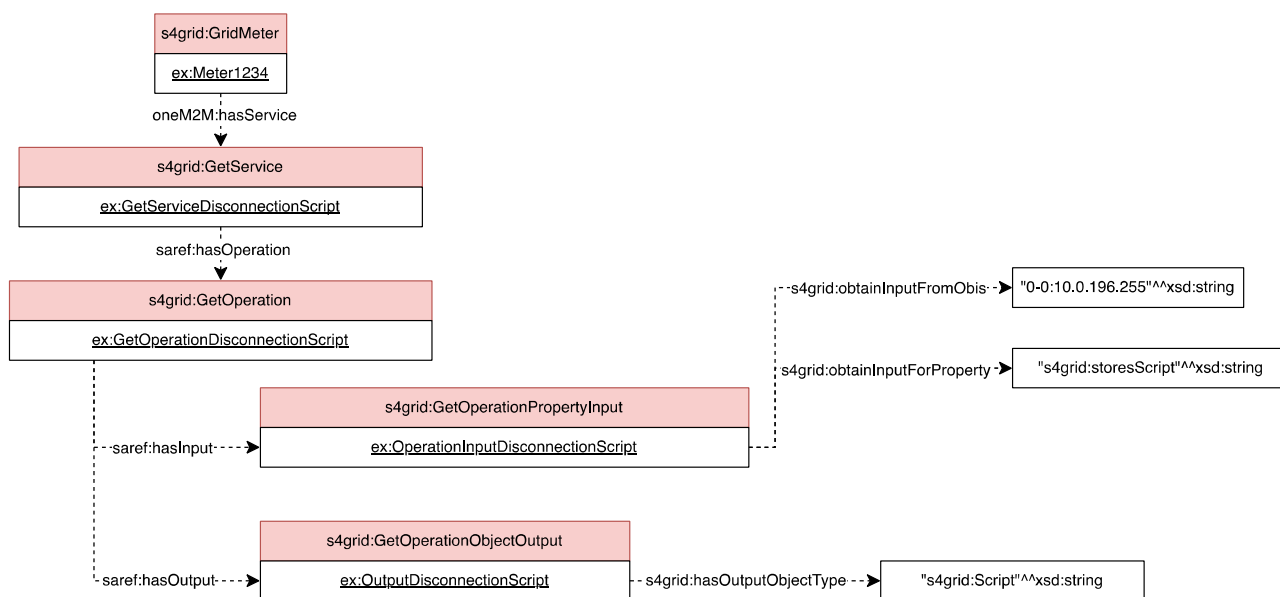 s4grid:GridMeter
ex:Meter1234
oneM2M:hasService
s4grid:GetService
ex:GetServiceDisconnectionScript
saref:hasOperation
s4grid:GetOperation
ex:GetOperationDisconnectionScript
s4grid:obtainInputFromObis
"0-0:10.0.196.255"^^xsd:string
s4grid:obtainInputForProperty
"s4grid:storesScript"^^xsd:string
s4grid:GetOperationPropertyInput
saref:hasInput
ex:OperationInputDisconnectionScript
s4grid:GetOperationObjectOutput
saref:hasOutput
ex:OutputDisconnectionScript
s4grid:hasOutputObjectType
"s4grid:Script"^^xsd:string